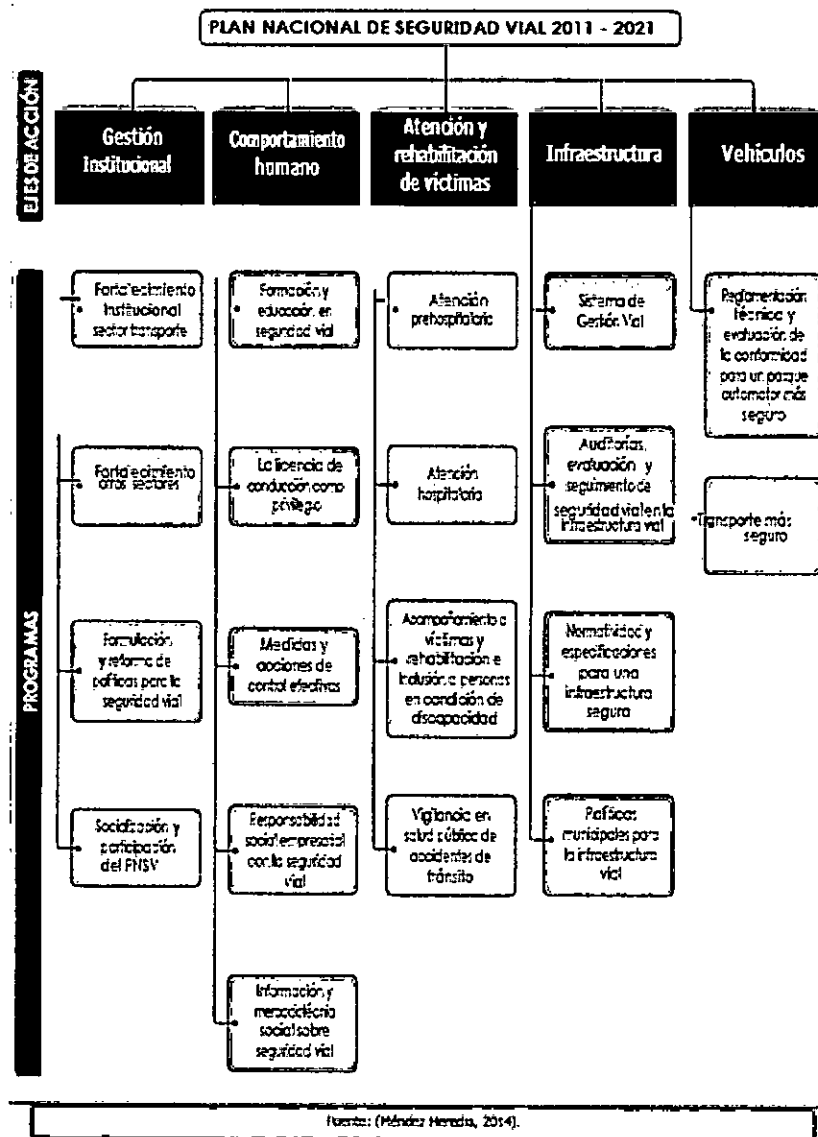 PLAN NACIONAL DE SEGURIDAD VIAL 2011 - 2021
EJES DE ACCIÓN
Gestión
Institucional
Comportamiento
humano
Atención y
rehabilitación
de víctimas
Infraestructura
Vehículos
PROGRAMAS
Fortalecimiento
Institucional
sector transporte
Fortalecimiento
otros sectores
Formulación
y reforma de
políticas para la
seguridad vial
Socialización y
participación
del PNSV
Formación y
educación en
seguridad vial
La licencia de
conducción como
privilegio
Medidas y
acciones de
control efectivas
Responsabilidad
social empresarial
con la seguridad
vial
Información y
mercadotecnia
social sobre
seguridad vial
Atención
prehospitalaria
Atención
hospitalaria
Acompañamiento a
víctimas y
rehabilitación e
inclusión a personas
en condición de
discapacidad
Vigilancia en
salud pública de
accidentes de
tránsito
Sistema de
Gestión Vial
Auditorías,
evaluación y
seguimiento de
seguridad vial en la
infraestructura vial
Normatividad y
especificaciones
para una
infraestructura
segura
Políticas
municipales para
la infraestructura
vial
Reglamentación
técnica y
evaluación de
la conformidad
para un parque
automotor más
seguro
Transporte más
seguro
Fuente: (Méndez Heredia, 2014).